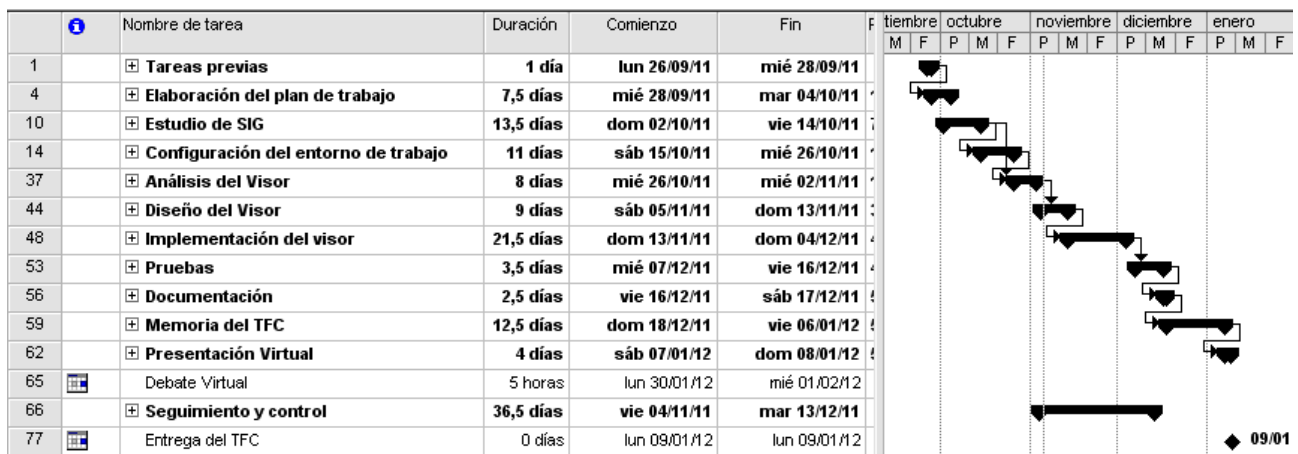 Nombre de tarea Duración Comienzo Fin tiembre octubre noviembre diciembre enero
M F P M F P M F P M F P M F
1 Tareas previas 1 día lun 26/09/11 mié 28/09/11
4 Elaboración del plan de trabajo 7,5 días mié 28/09/11 mar 04/10/11
10 Estudio de SIG 13,5 días dom 02/10/11 vie 14/10/11
14 Configuración del entorno de trabajo 11 días sáb 15/10/11 mié 26/10/11
37 Análisis del Visor 8 días mié 26/10/11 mié 02/11/11
44 Diseño del Visor 9 días sáb 05/11/11 dom 13/11/11
48 Implementación del visor 21,5 días dom 13/11/11 dom 04/12/11
53 Pruebas 3,5 días mié 07/12/11 vie 16/12/11
56 Documentación 2,5 días vie 16/12/11 sáb 17/12/11
59 Memoria del TFC 12,5 días dom 18/12/11 vie 06/01/12
62 Presentación Virtual 4 días sáb 07/01/12 dom 08/01/12
65 Debate Virtual 5 horas lun 30/01/12 mié 01/02/12
66 Seguimiento y control 36,5 días vie 04/11/11 mar 13/12/11
77 Entrega del TFC 0 días lun 09/01/12 lun 09/01/12 09/01